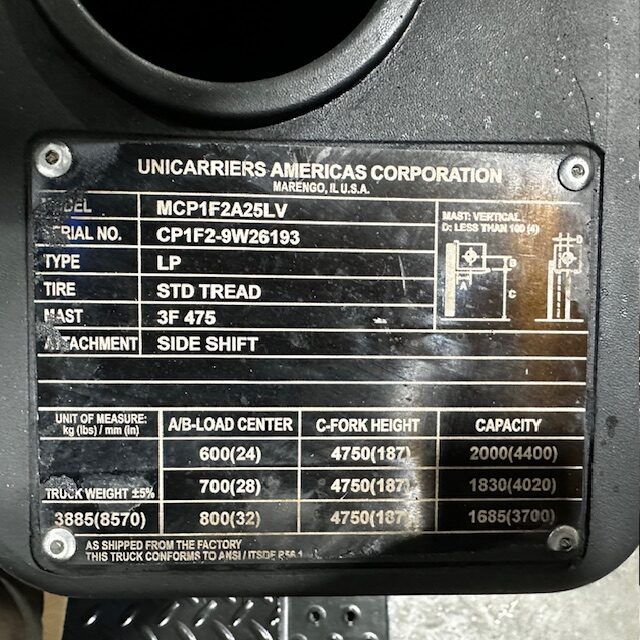 UNICARRIERS AMERICAS CORPORATION
MARENGO, IL U.S.A.
MODEL MCP1F2A25LV
SERIAL NO. CP1F2-9W26193
TYPE LP
TIRE STD TREAD
MAST 3F 475
ATTACHMENT SIDE SHIFT
MAST: VERTICAL
D: LESS THAN 100 (4)
D
A
C
UNIT OF MEASURE:
kg (lbs) / mm (in)
A/B-LOAD CENTER C-FORK HEIGHT CAPACITY
600(24) 4750(187) 2000(4400)
700(28) 4750(187) 1830(4020)
TRUCK WEIGHT ±5%
3885(8570) 800(32) 4750(187) 1685(3700)
AS SHIPPED FROM THE FACTORY
THIS TRUCK CONFORMS TO ANSI / ITSDF B56.1